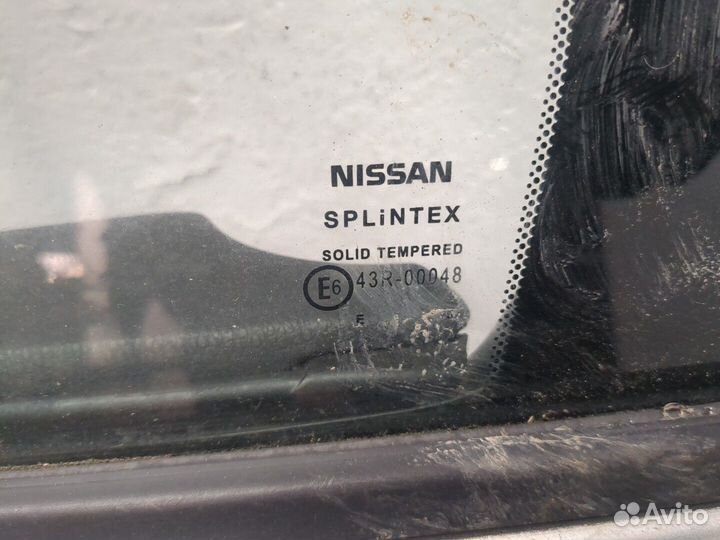 NISSAN
SPLiNTEX
SOLID TEMPERED
E6 43R-00048
E
Avito